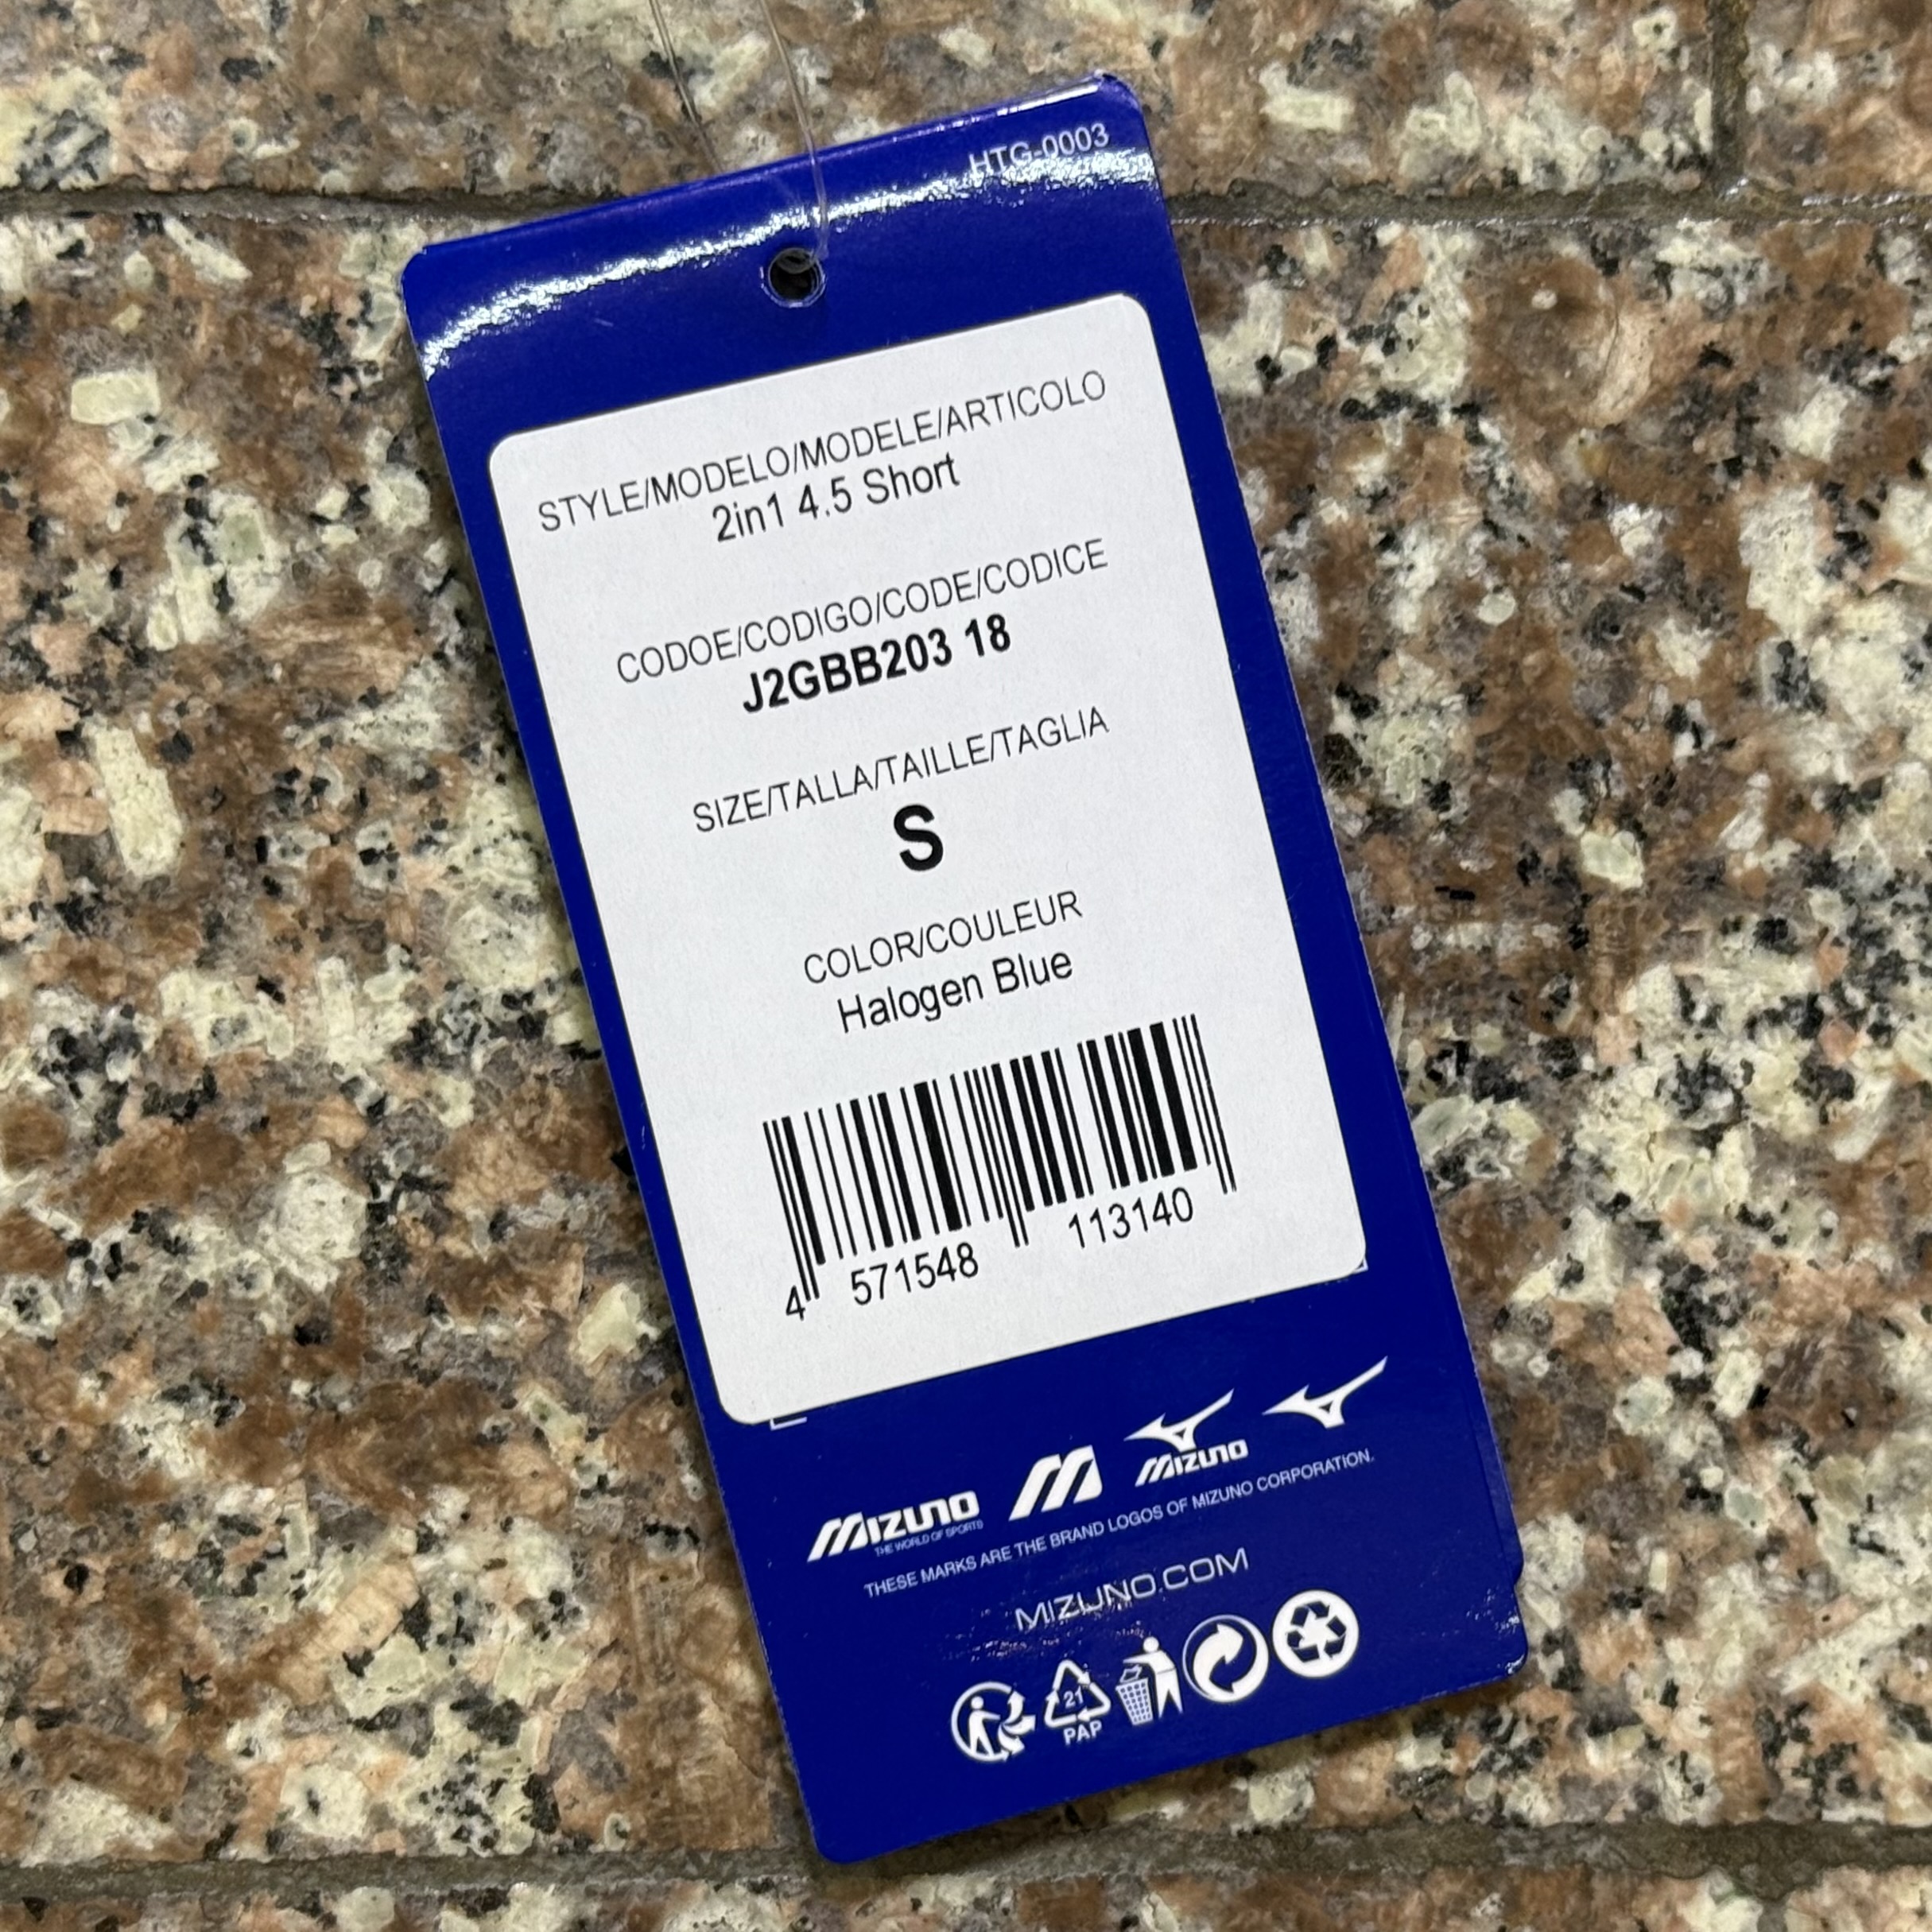 HTG-0003
STYLE/MODELO/MODELE/ARTICOLO
2in1 4.5 Short
CODOE/CODIGO/CODE/CODICE
J2GBB203 18
SIZE/TALLA/TAILLE/TAGLIA
S
COLOR/COULEUR
Halogen Blue
4 571548 113140
MIZUNO M MIZUNO
THE WORLD OF SPORTS
THESE MARKS ARE THE BRAND LOGOS OF MIZUNO CORPORATION.
MIZUNO.COM
21
PAP